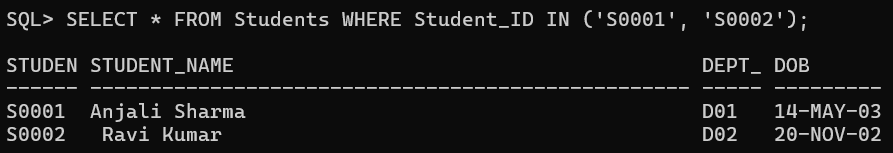 SQL> SELECT * FROM Students WHERE Student_ID IN ('S0001', 'S0002');
STUDEN STUDENT_NAME                                       DEPT_ DOB
------ -------------------------------------------------- ----- ---------
S0001  Anjali Sharma                                      D01   14-MAY-03
S0002   Ravi Kumar                                        D02   20-NOV-02